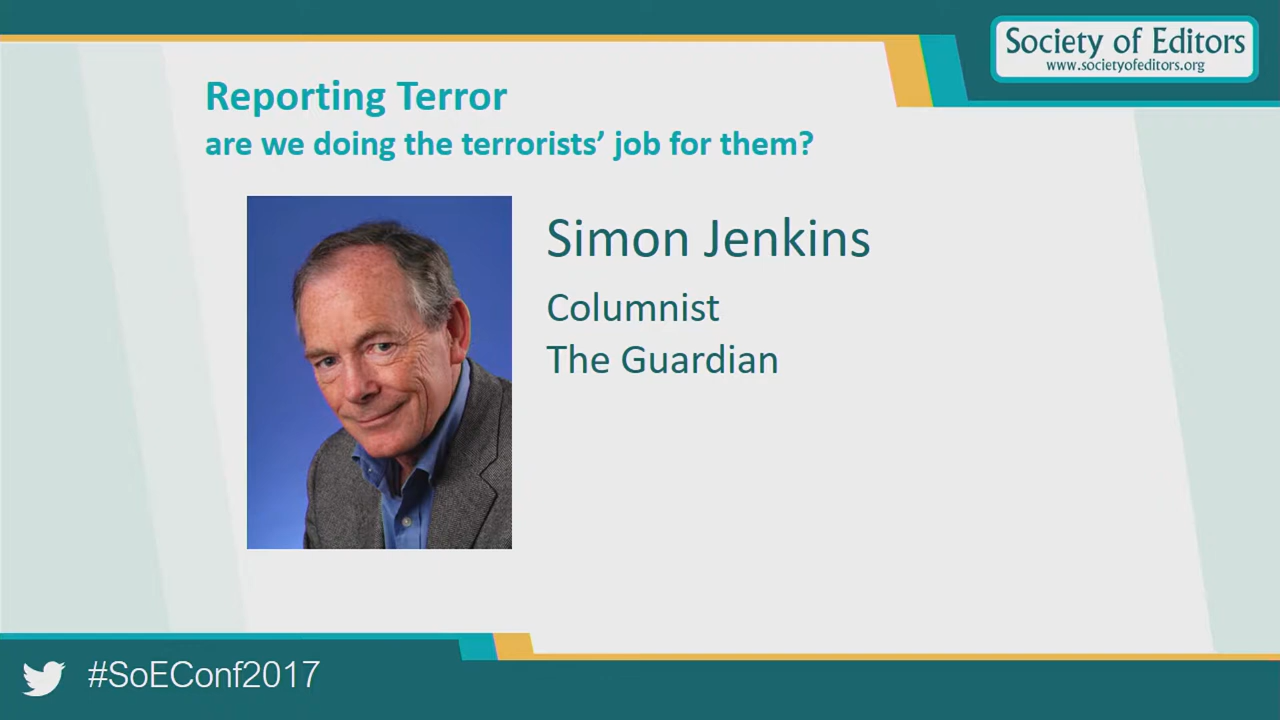 Society of Editors
www.societyofeditors.org
Reporting Terror
are we doing the terrorists’ job for them?
Simon Jenkins
Columnist
The Guardian
#SoEConf2017